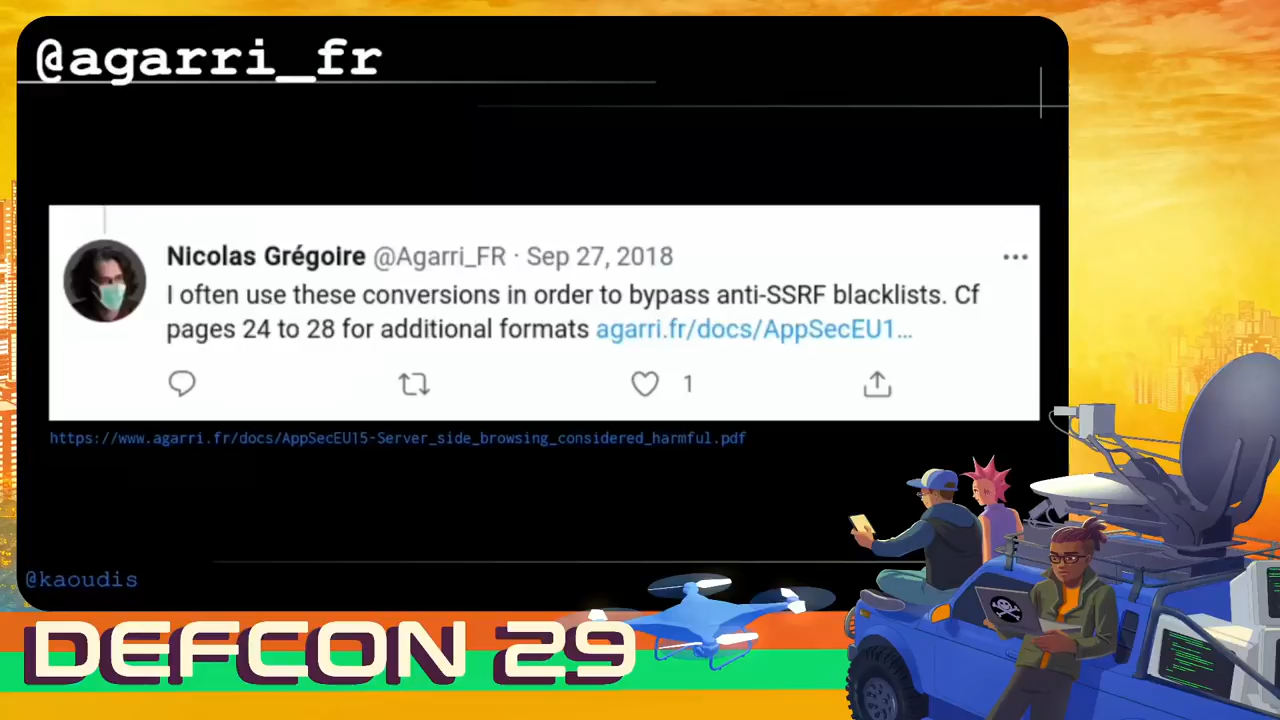 @agarri_fr
Nicolas Grégoire @Agarri_FR · Sep 27, 2018
I often use these conversions in order to bypass anti-SSRF blacklists. Cf
pages 24 to 28 for additional formats agarri.fr/docs/AppSecEU1...
1
https://www.agarri.fr/docs/AppSecEU15-Server_side_browsing_considered_harmful.pdf
@kaoudis
DEFCON 29